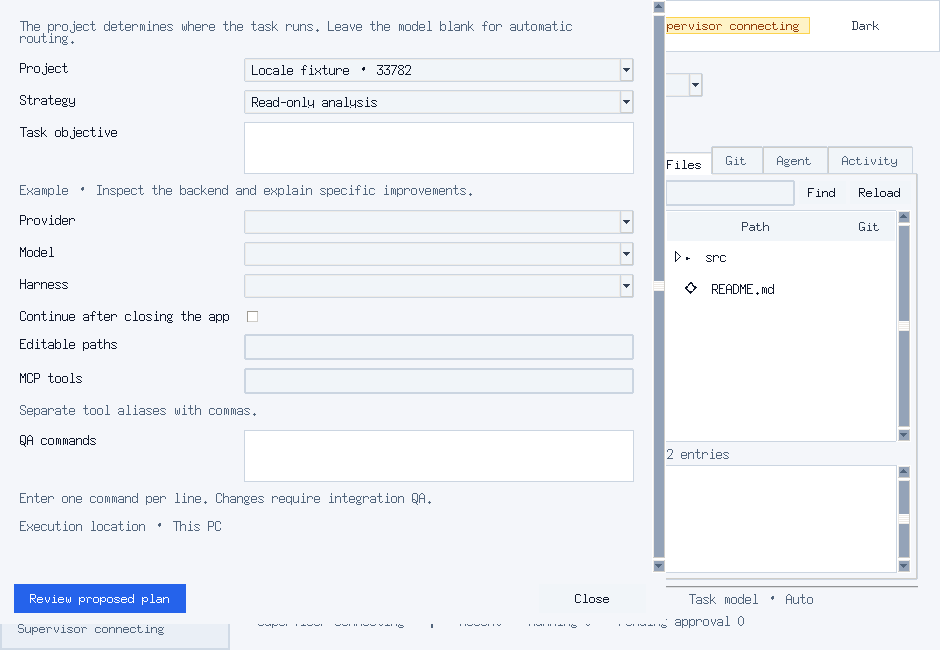 The project determines where the task runs. Leave the model blank for automatic
routing.
Project
Locale fixture • 33782
Strategy
Read-only analysis
Task objective
Example • Inspect the backend and explain specific improvements.
Provider
Model
Harness
Continue after closing the app
Editable paths
MCP tools
Separate tool aliases with commas.
QA commands
Enter one command per line. Changes require integration QA.
Execution location • This PC
Review proposed plan
Close
pervisor connecting
Dark
Files
Git
Agent
Activity
Find
Reload
Path
Git
src
README.md
2 entries
Task model • Auto
Supervisor connecting
approval 0